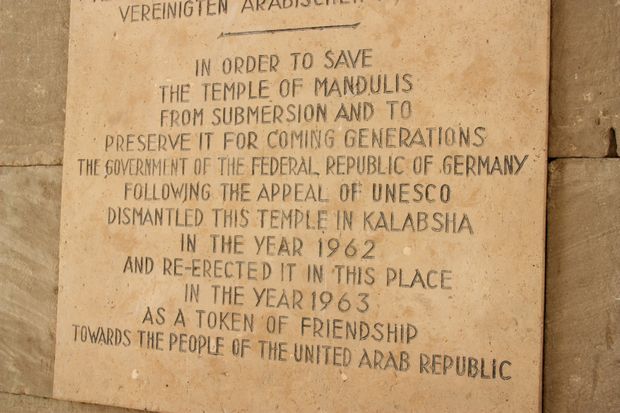 VEREINIGTEN ARABISCHEN
IN ORDER TO SAVE
THE TEMPLE OF MANDULIS
FROM SUBMERSION AND TO
PRESERVE IT FOR COMING GENERATIONS
THE GOVERNMENT OF THE FEDERAL REPUBLIC OF GERMANY
FOLLOWING THE APPEAL OF UNESCO
DISMANTLED THIS TEMPLE IN KALABSHA
IN THE YEAR 1962
AND RE-ERECTED IT IN THIS PLACE
IN THE YEAR 1963
AS A TOKEN OF FRIENDSHIP
TOWARDS THE PEOPLE OF THE UNITED ARAB REPUBLIC